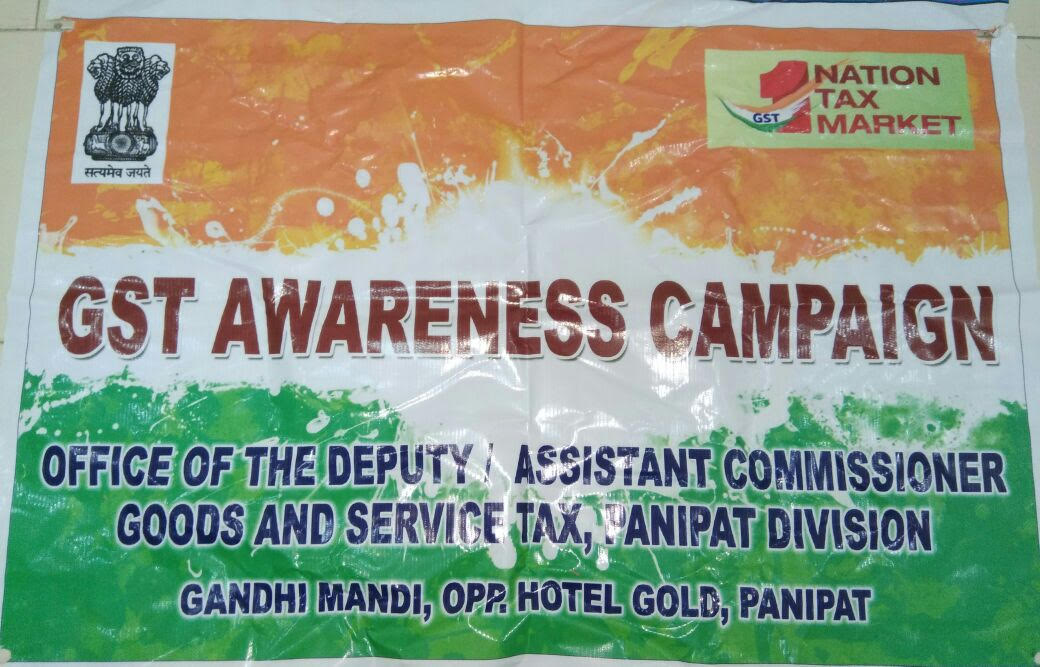 सत्यमेव जयते
1 NATION
TAX
MARKET
GST
GST AWARENESS CAMPAIGN
OFFICE OF THE DEPUTY / ASSISTANT COMMISSIONER
GOODS AND SERVICE TAX, PANIPAT DIVISION
GANDHI MANDI, OPP. HOTEL GOLD, PANIPAT